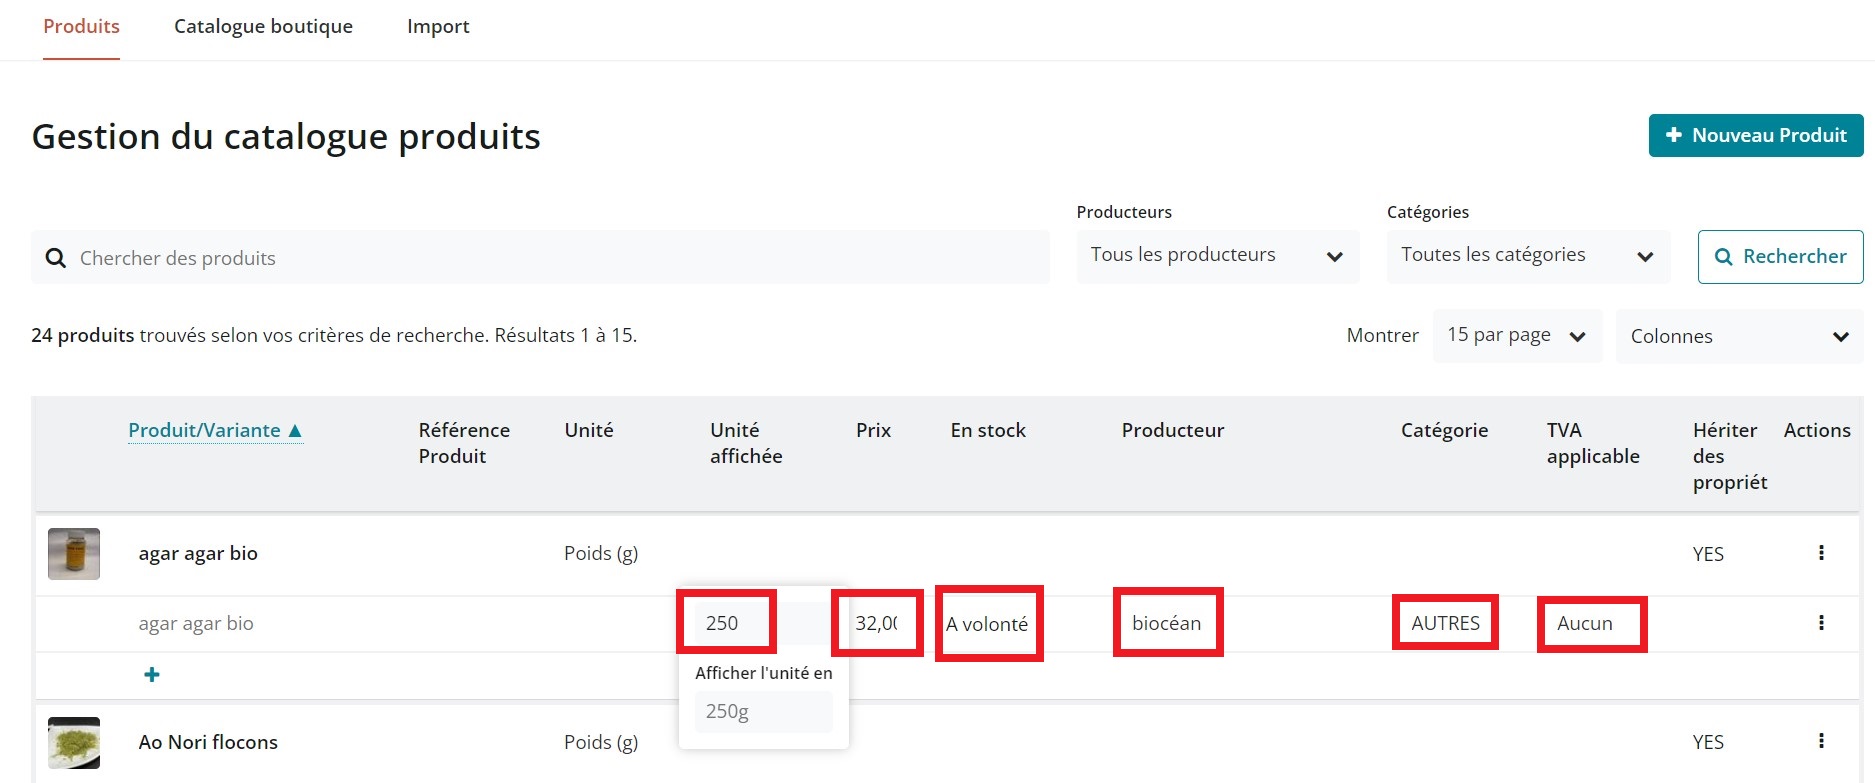 Produits Catalogue boutique Import
Gestion du catalogue produits
+ Nouveau Produit
Producteurs Catégories
Chercher des produits Tous les producteurs Toutes les catégories Rechercher
24 produits trouvés selon vos critères de recherche. Résultats 1 à 15. Montrer 15 par page Colonnes
Produit/Variante ▲ Référence Unité Unité Prix En stock Producteur Catégorie TVA Hériter Actions
Produit affichée applicable des
propriét
agar agar bio Poids (g) YES
agar agar bio 250 32,00 A volonté biocéan AUTRES Aucun
+ Afficher l'unité en
250g
Ao Nori flocons Poids (g) YES